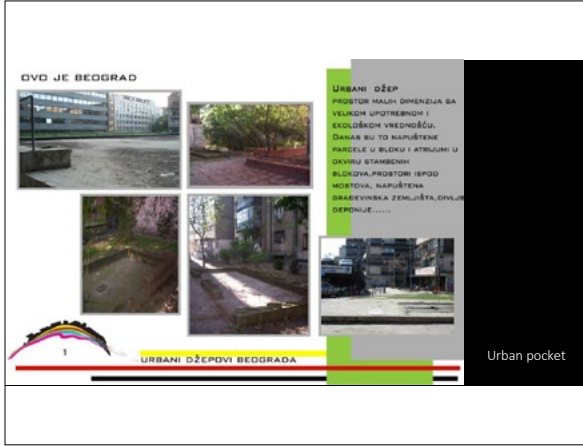 OVO JE BEOGRAD
URBANI DŽEP
PROSTOR MALIH DIMENZIJA SA
VELIKOM UPOTREBNOM I
EKOLOŠKOM VREDNOŠĆU.
DANAS SU TO NAPUŠTENE
PARCELE U BLOKU I ATRIJUMI U
OKVIRU STAMBENIH
BLOKOVA,PROSTORI ISPOD
MOSTOVA, NAPUŠTENA
GRAĐEVINSKA ZEMLJIŠTA,DIVLJE
DEPONIJE......
1
URBANI DŽEPOVI BEOGRADA
Urban pocket